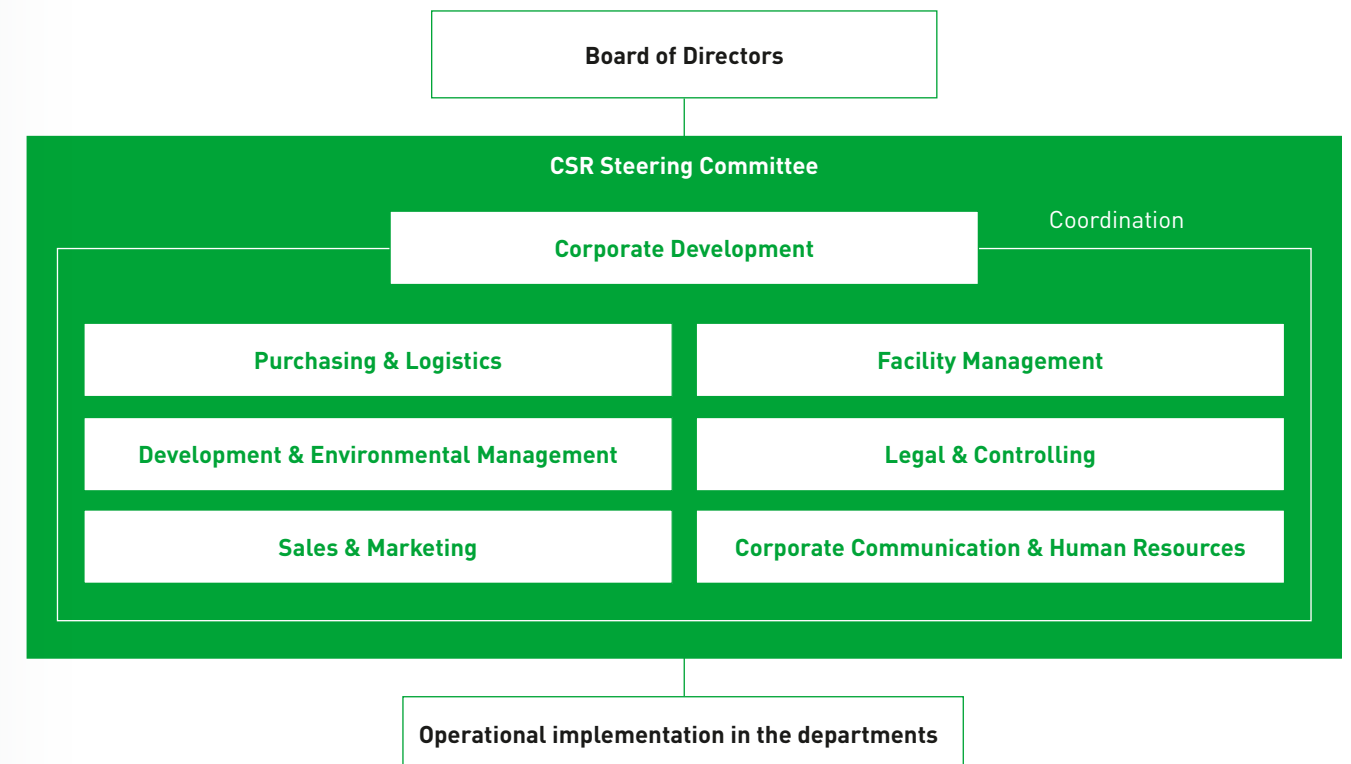 Board of Directors
CSR Steering Committee
Coordination
Corporate Development
Purchasing & Logistics
Facility Management
Development & Environmental Management
Legal & Controlling
Sales & Marketing
Corporate Communication & Human Resources
Operational implementation in the departments